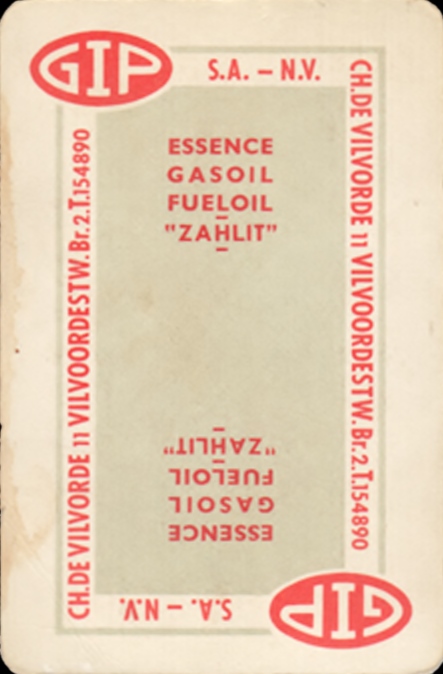 GIP
S.A. – N.V.
CH.DE VILVORDE 11 VILVOORDESTW.Br.2.T.154890
ESSENCE
GASOIL
FUELOIL
"ZAHLIT"
CH.DE VILVORDE 11 VILVOORDESTW.Br.2.T.154890
"ZAHLIT"
FUELOIL
GASOIL
ESSENCE
S.A. – N.V.
GIP